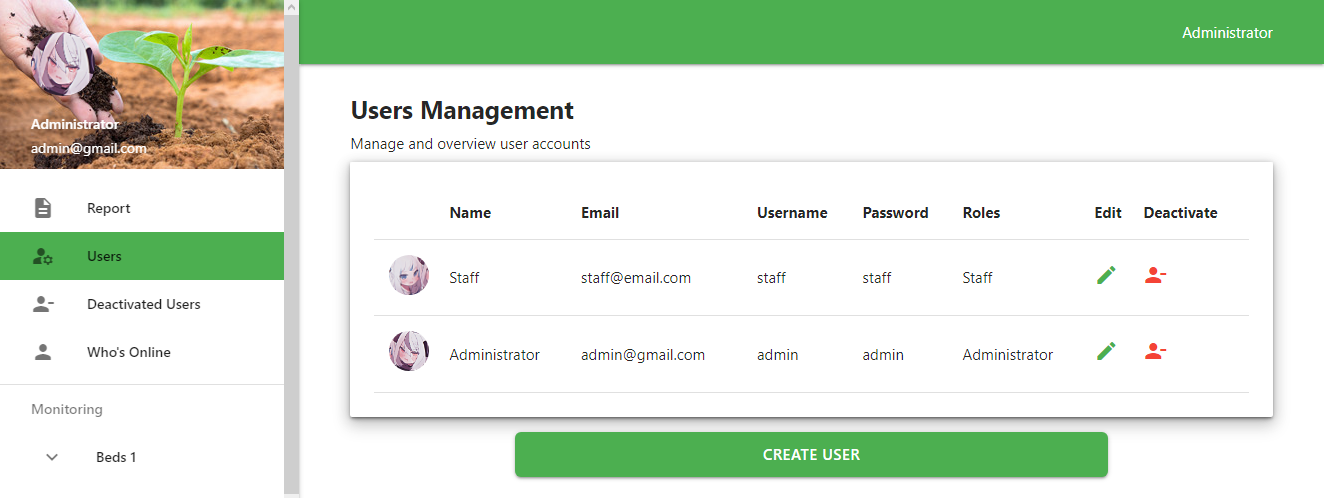 Administrator
Administrator
admin@gmail.com
Report
Users
Deactivated Users
Who's Online
Monitoring
Beds 1
Users Management
Manage and overview user accounts
Name Email Username Password Roles Edit Deactivate
Staff staff@email.com staff staff Staff
Administrator admin@gmail.com admin admin Administrator
CREATE USER